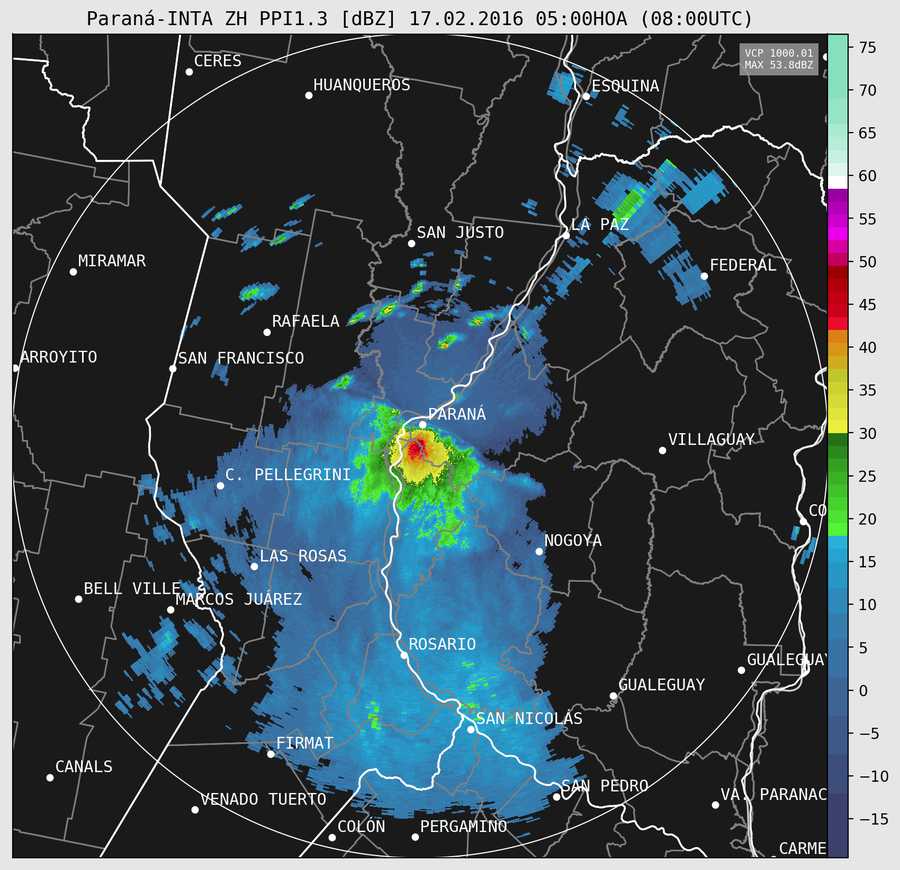 Paraná-INTA ZH PPI1.3 [dBZ] 17.02.2016 05:00HOA (08:00UTC)
VCP 1000.01
MAX 53.8dBZ
CERES
HUANQUEROS
ESQUINA
SAN JUSTO
LA PAZ
MIRAMAR
FEDERAL
RAFAELA
ARROYITO
SAN FRANCISCO
PARANÁ
VILLAGUAY
C. PELLEGRINI
CO
NOGOYA
LAS ROSAS
BELL VILLE
MARCOS JUÁREZ
ROSARIO
GUALEGUAY
GUALEGUAY
SAN NICOLÁS
FIRMAT
CANALS
SAN PEDRO
VENADO TUERTO
VA. PARANAC
COLÓN
PERGAMINO
CARME
75
70
65
60
55
50
45
40
35
30
25
20
15
10
5
0
−5
−10
−15